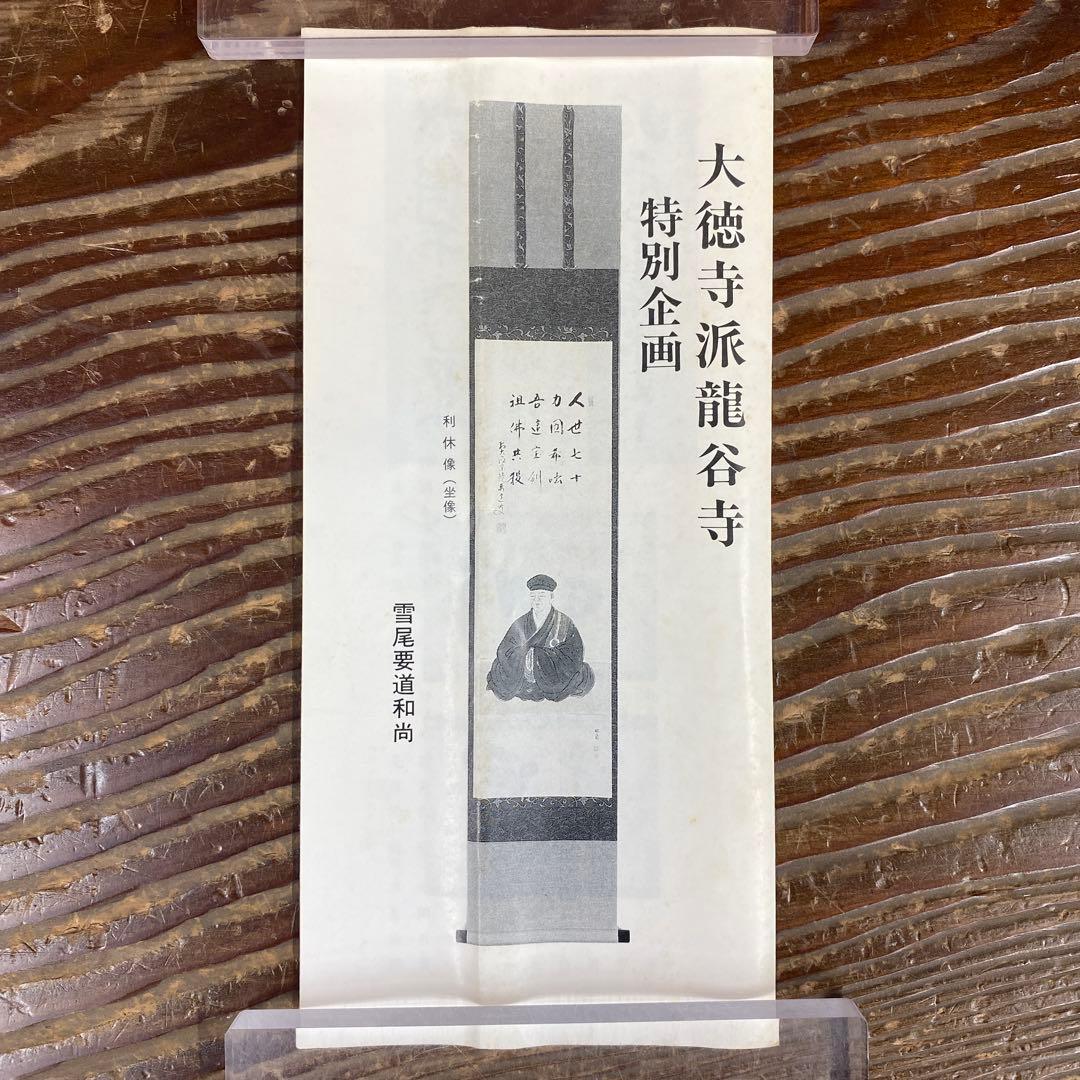 大徳寺派龍谷寺
特別企画
人世七十
力囲希咄
吾這宝剣
祖佛共殺
利休像（坐像）
雪尾要道和尚